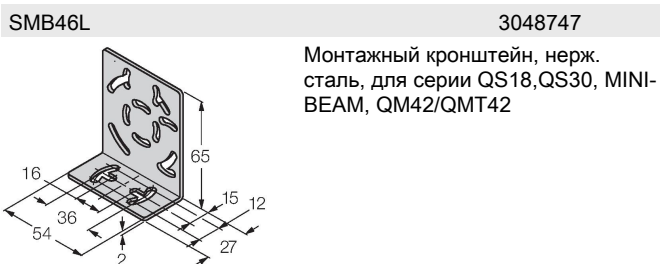 SMB46L 3048747
Монтажный кронштейн, нерж.
сталь, для серии QS18,QS30, MINI-
BEAM, QM42/QMT42
65
16
15
12
36
54
27
2